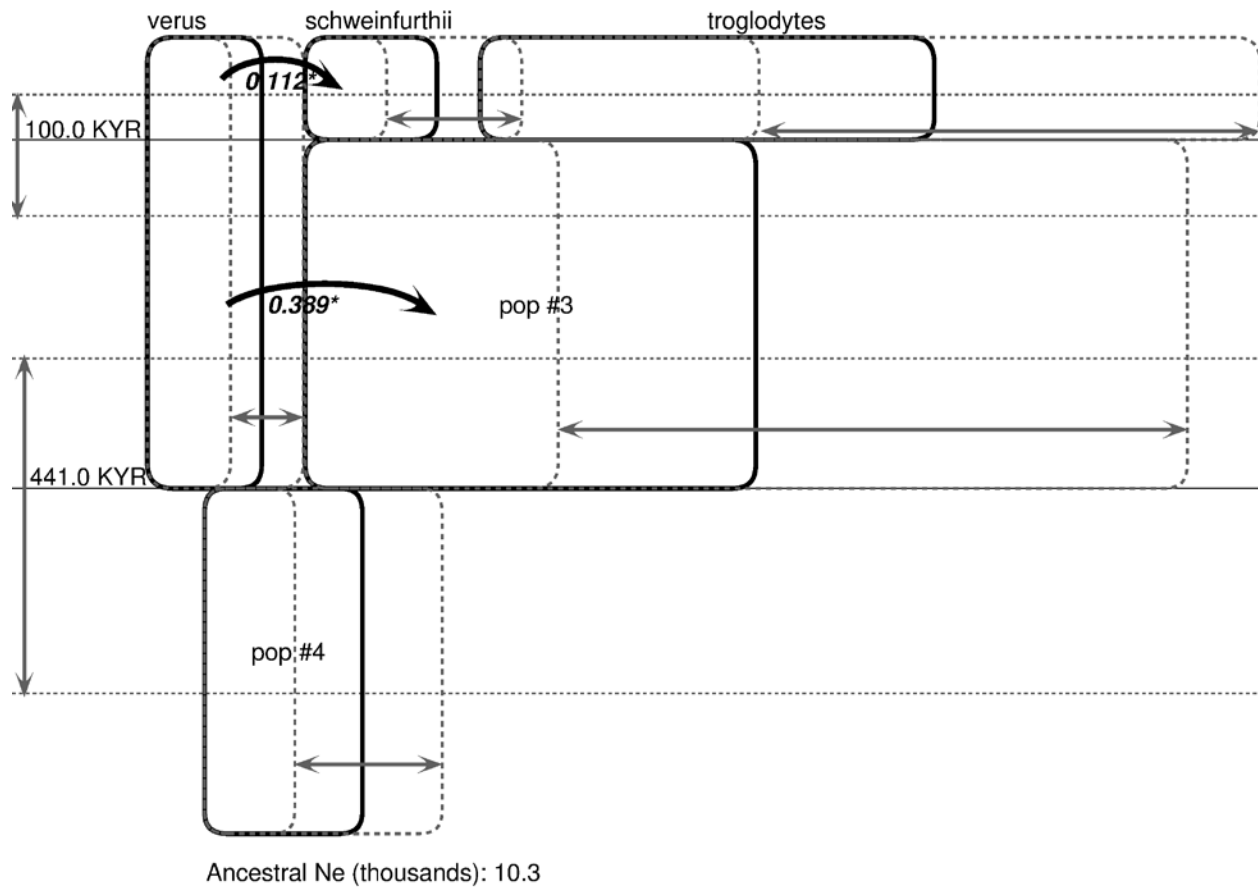 verus schweinfurthii troglodytes
0.112*
100.0 KYR
0.389*
pop #3
441.0 KYR
pop #4
Ancestral Ne (thousands): 10.3